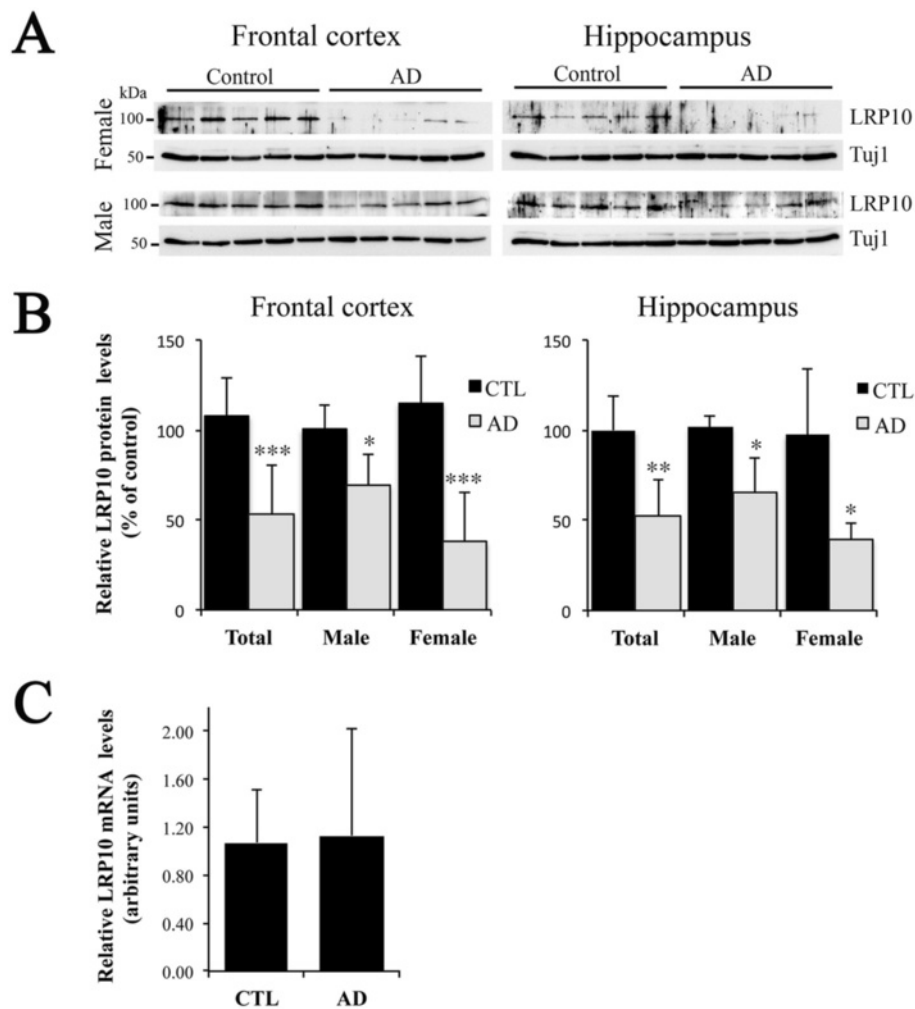 A
Frontal cortex
Hippocampus
Control
AD
Control
AD
kDa
Female
100
LRP10
50
Tuj1
Male
100
LRP10
50
Tuj1
B
Frontal cortex
Hippocampus
Relative LRP10 protein levels
(% of control)
150
100
50
0
***
*
***
CTL
AD
Total
Male
Female
150
100
50
0
**
*
*
CTL
AD
Total
Male
Female
C
Relative LRP10 mRNA levels
(arbitrary units)
2.00
1.60
1.20
0.80
0.40
0.00
CTL
AD